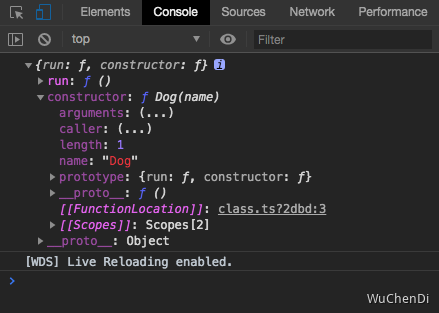 Elements Console Sources Network Performance
top ▼ Filter
▼{run: ƒ, constructor: ƒ} i
▶run: ƒ ()
▼constructor: ƒ Dog(name)
arguments: (...)
caller: (...)
length: 1
name: "Dog"
▶prototype: {run: ƒ, constructor: ƒ}
▶__proto__: ƒ ()
[[FunctionLocation]]: class.ts?2dbd:3
▶[[Scopes]]: Scopes[2]
▶__proto__: Object
[WDS] Live Reloading enabled.
>
WuChenDi